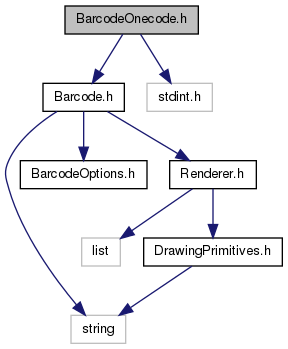 BarcodeOnecode.h
Barcode.h
stdint.h
BarcodeOptions.h
Renderer.h
list
DrawingPrimitives.h
string